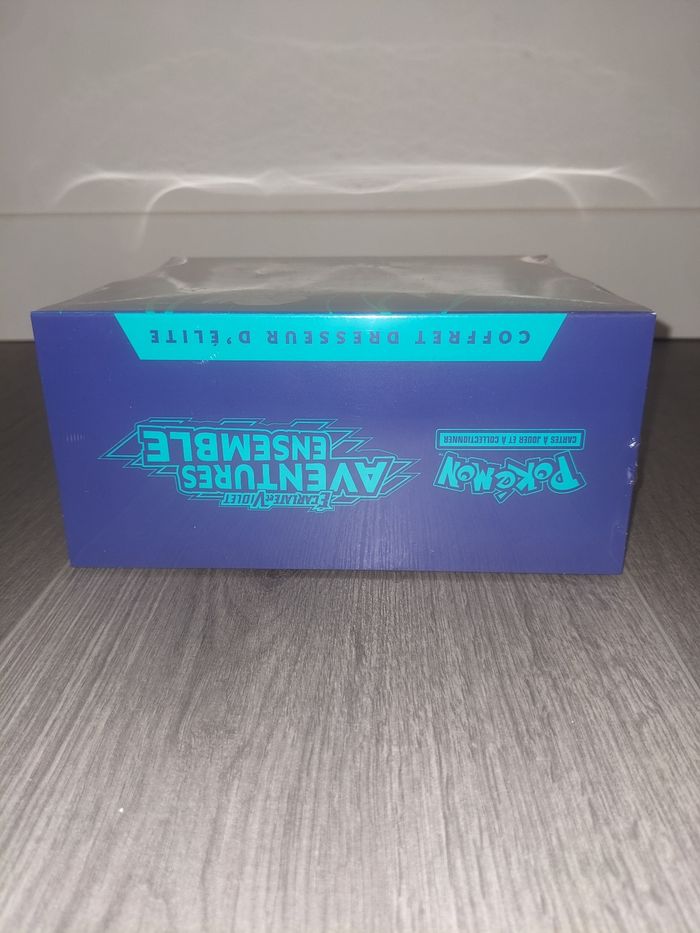 POKéMON
CARTES À JOUER ET À COLLECTIONNER
ÉCARLATE ET VIOLET
AVENTURES
ENSEMBLE
COFFRET DRESSEUR D'ÉLITE